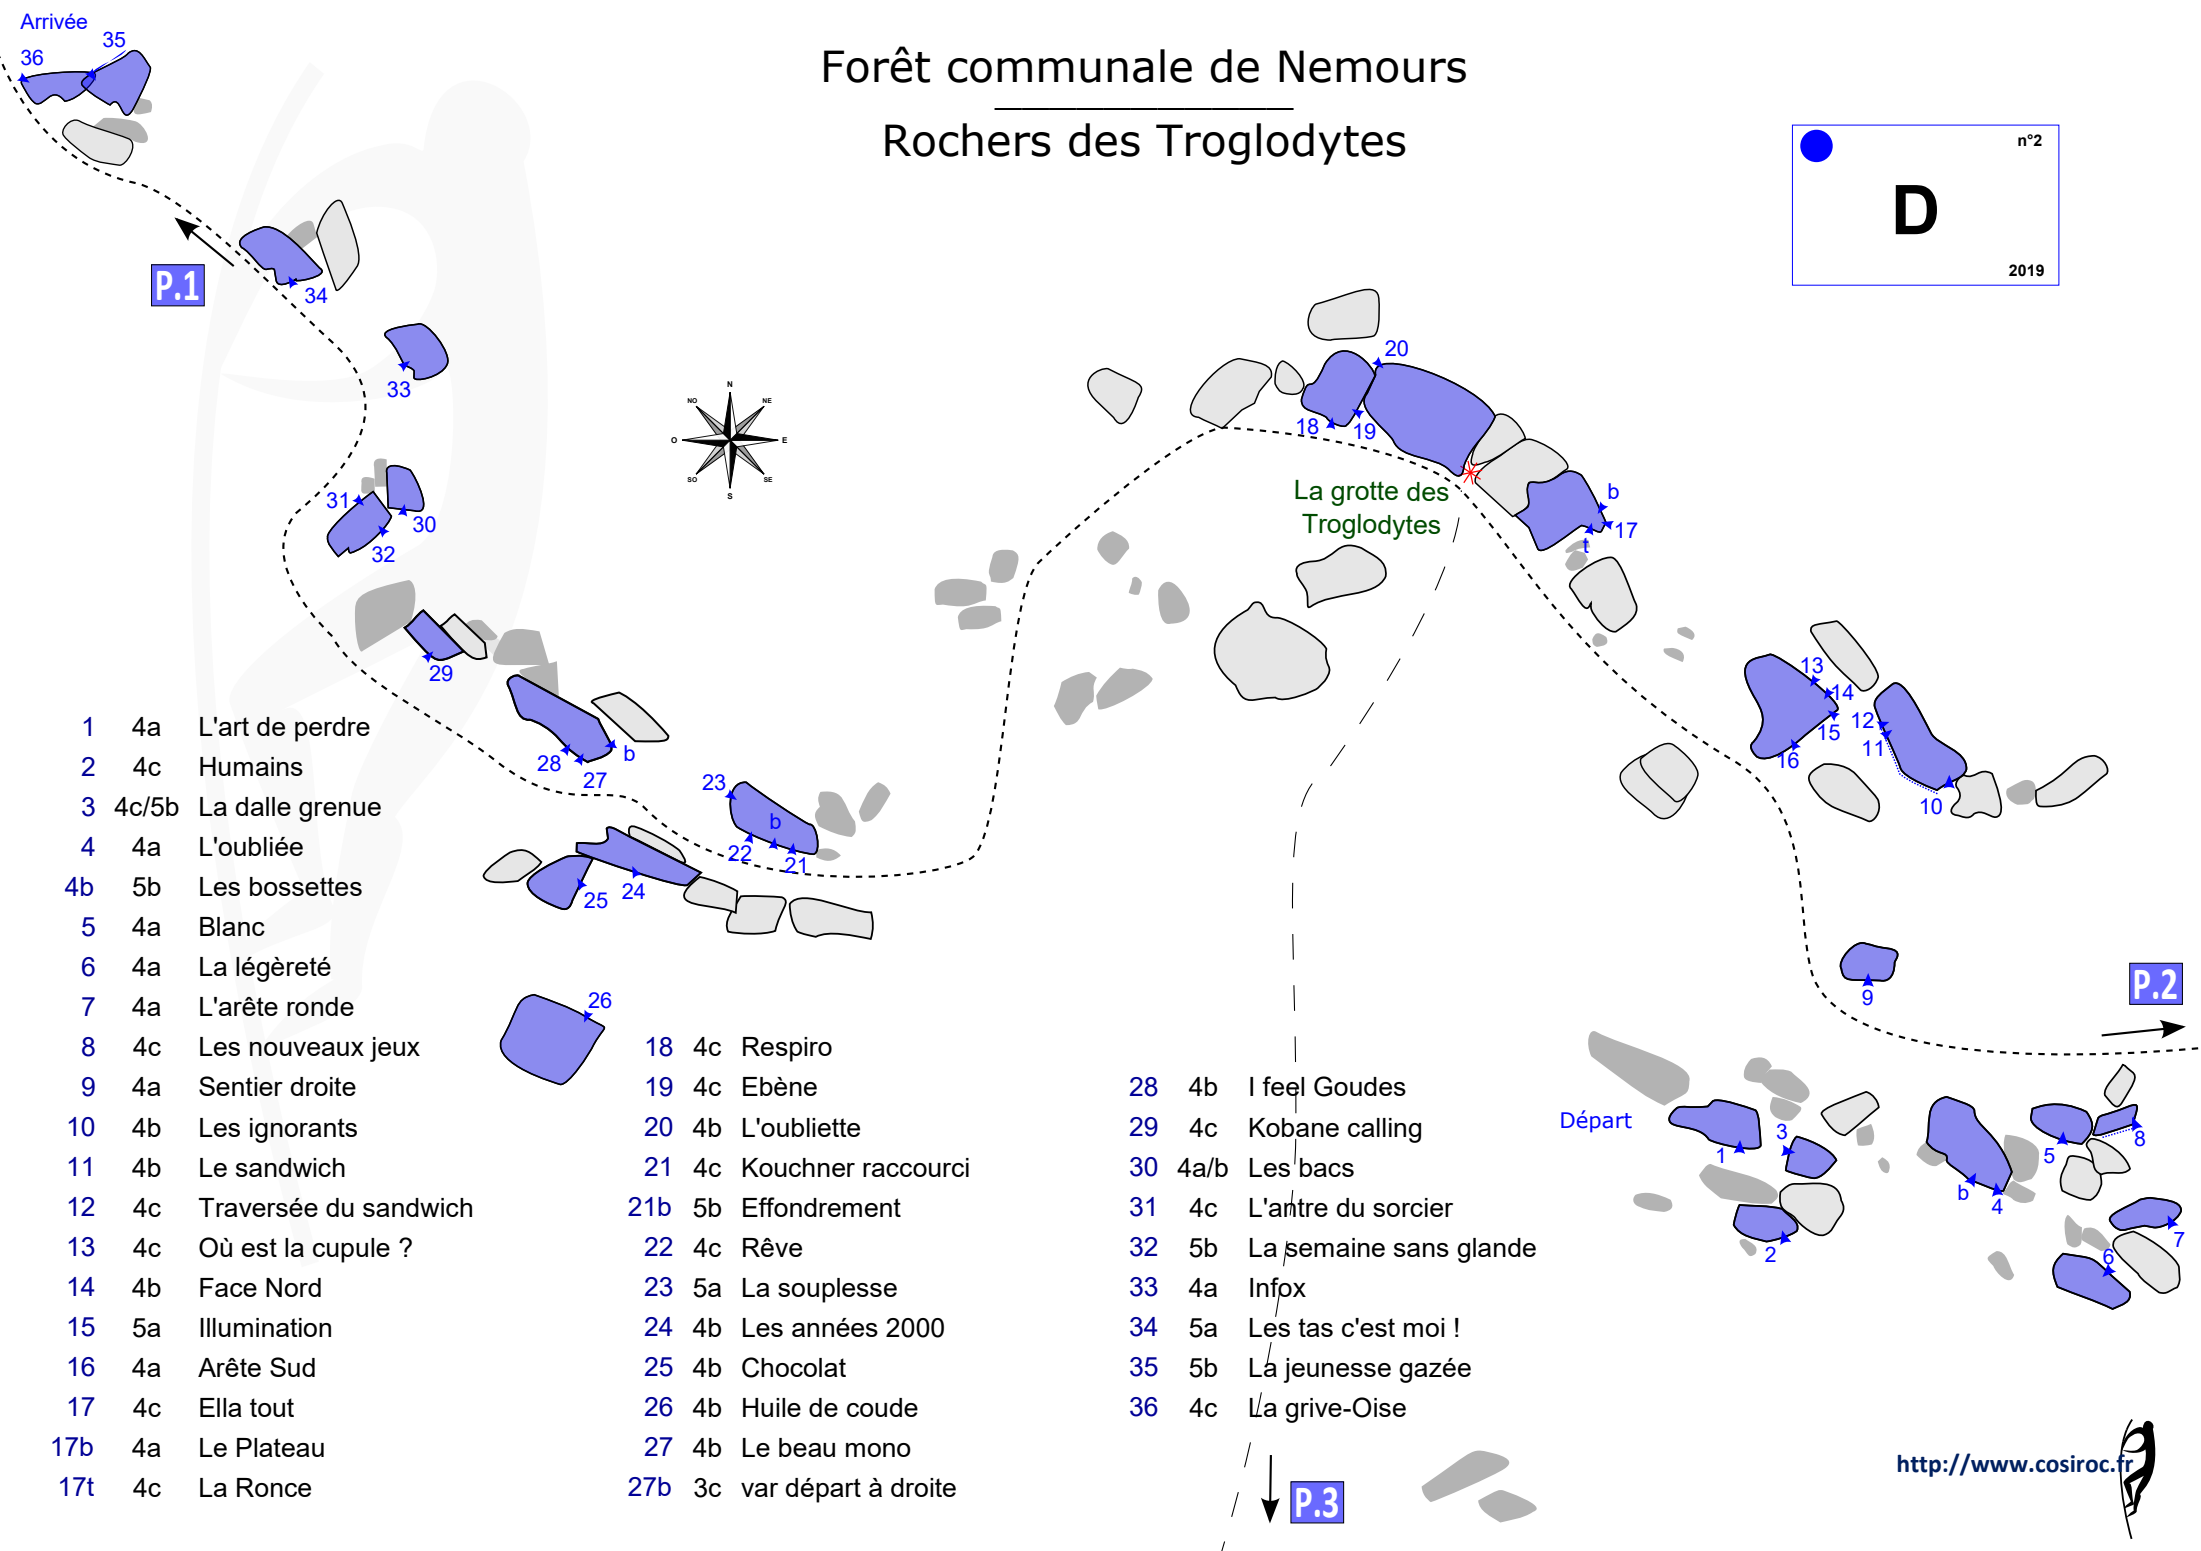 Forêt communale de Nemours
Rochers des Troglodytes
n°2
D
2019
Arrivée
35
36
P.1
34
33
N
NO
NE
O
E
SO
SE
S
31
30
32
29
28
27
b
23
b
22
21
25
24
26
20
18
19
La grotte des
Troglodytes
b
17
t
13
14
12
15
11
16
10
9
P.2
Départ
3
1
2
b
4
5
8
6
7
P.3
1 4a L'art de perdre
2 4c Humains
3 4c/5b La dalle grenue
4 4a L'oubliée
4b 5b Les bossettes
5 4a Blanc
6 4a La légèreté
7 4a L'arête ronde
8 4c Les nouveaux jeux
9 4a Sentier droite
10 4b Les ignorants
11 4b Le sandwich
12 4c Traversée du sandwich
13 4c Où est la cupule ?
14 4b Face Nord
15 5a Illumination
16 4a Arête Sud
17 4c Ella tout
17b 4a Le Plateau
17t 4c La Ronce
18 4c Respiro
19 4c Ebène
20 4b L'oubliette
21 4c Kouchner raccourci
21b 5b Effondrement
22 4c Rêve
23 5a La souplesse
24 4b Les années 2000
25 4b Chocolat
26 4b Huile de coude
27 4b Le beau mono
27b 3c var départ à droite
28 4b I feel Goudes
29 4c Kobane calling
30 4a/b Les bacs
31 4c L'antre du sorcier
32 5b La semaine sans glande
33 4a Infox
34 5a Les tas c'est moi !
35 5b La jeunesse gazée
36 4c La grive-Oise
http://www.cosiroc.fr